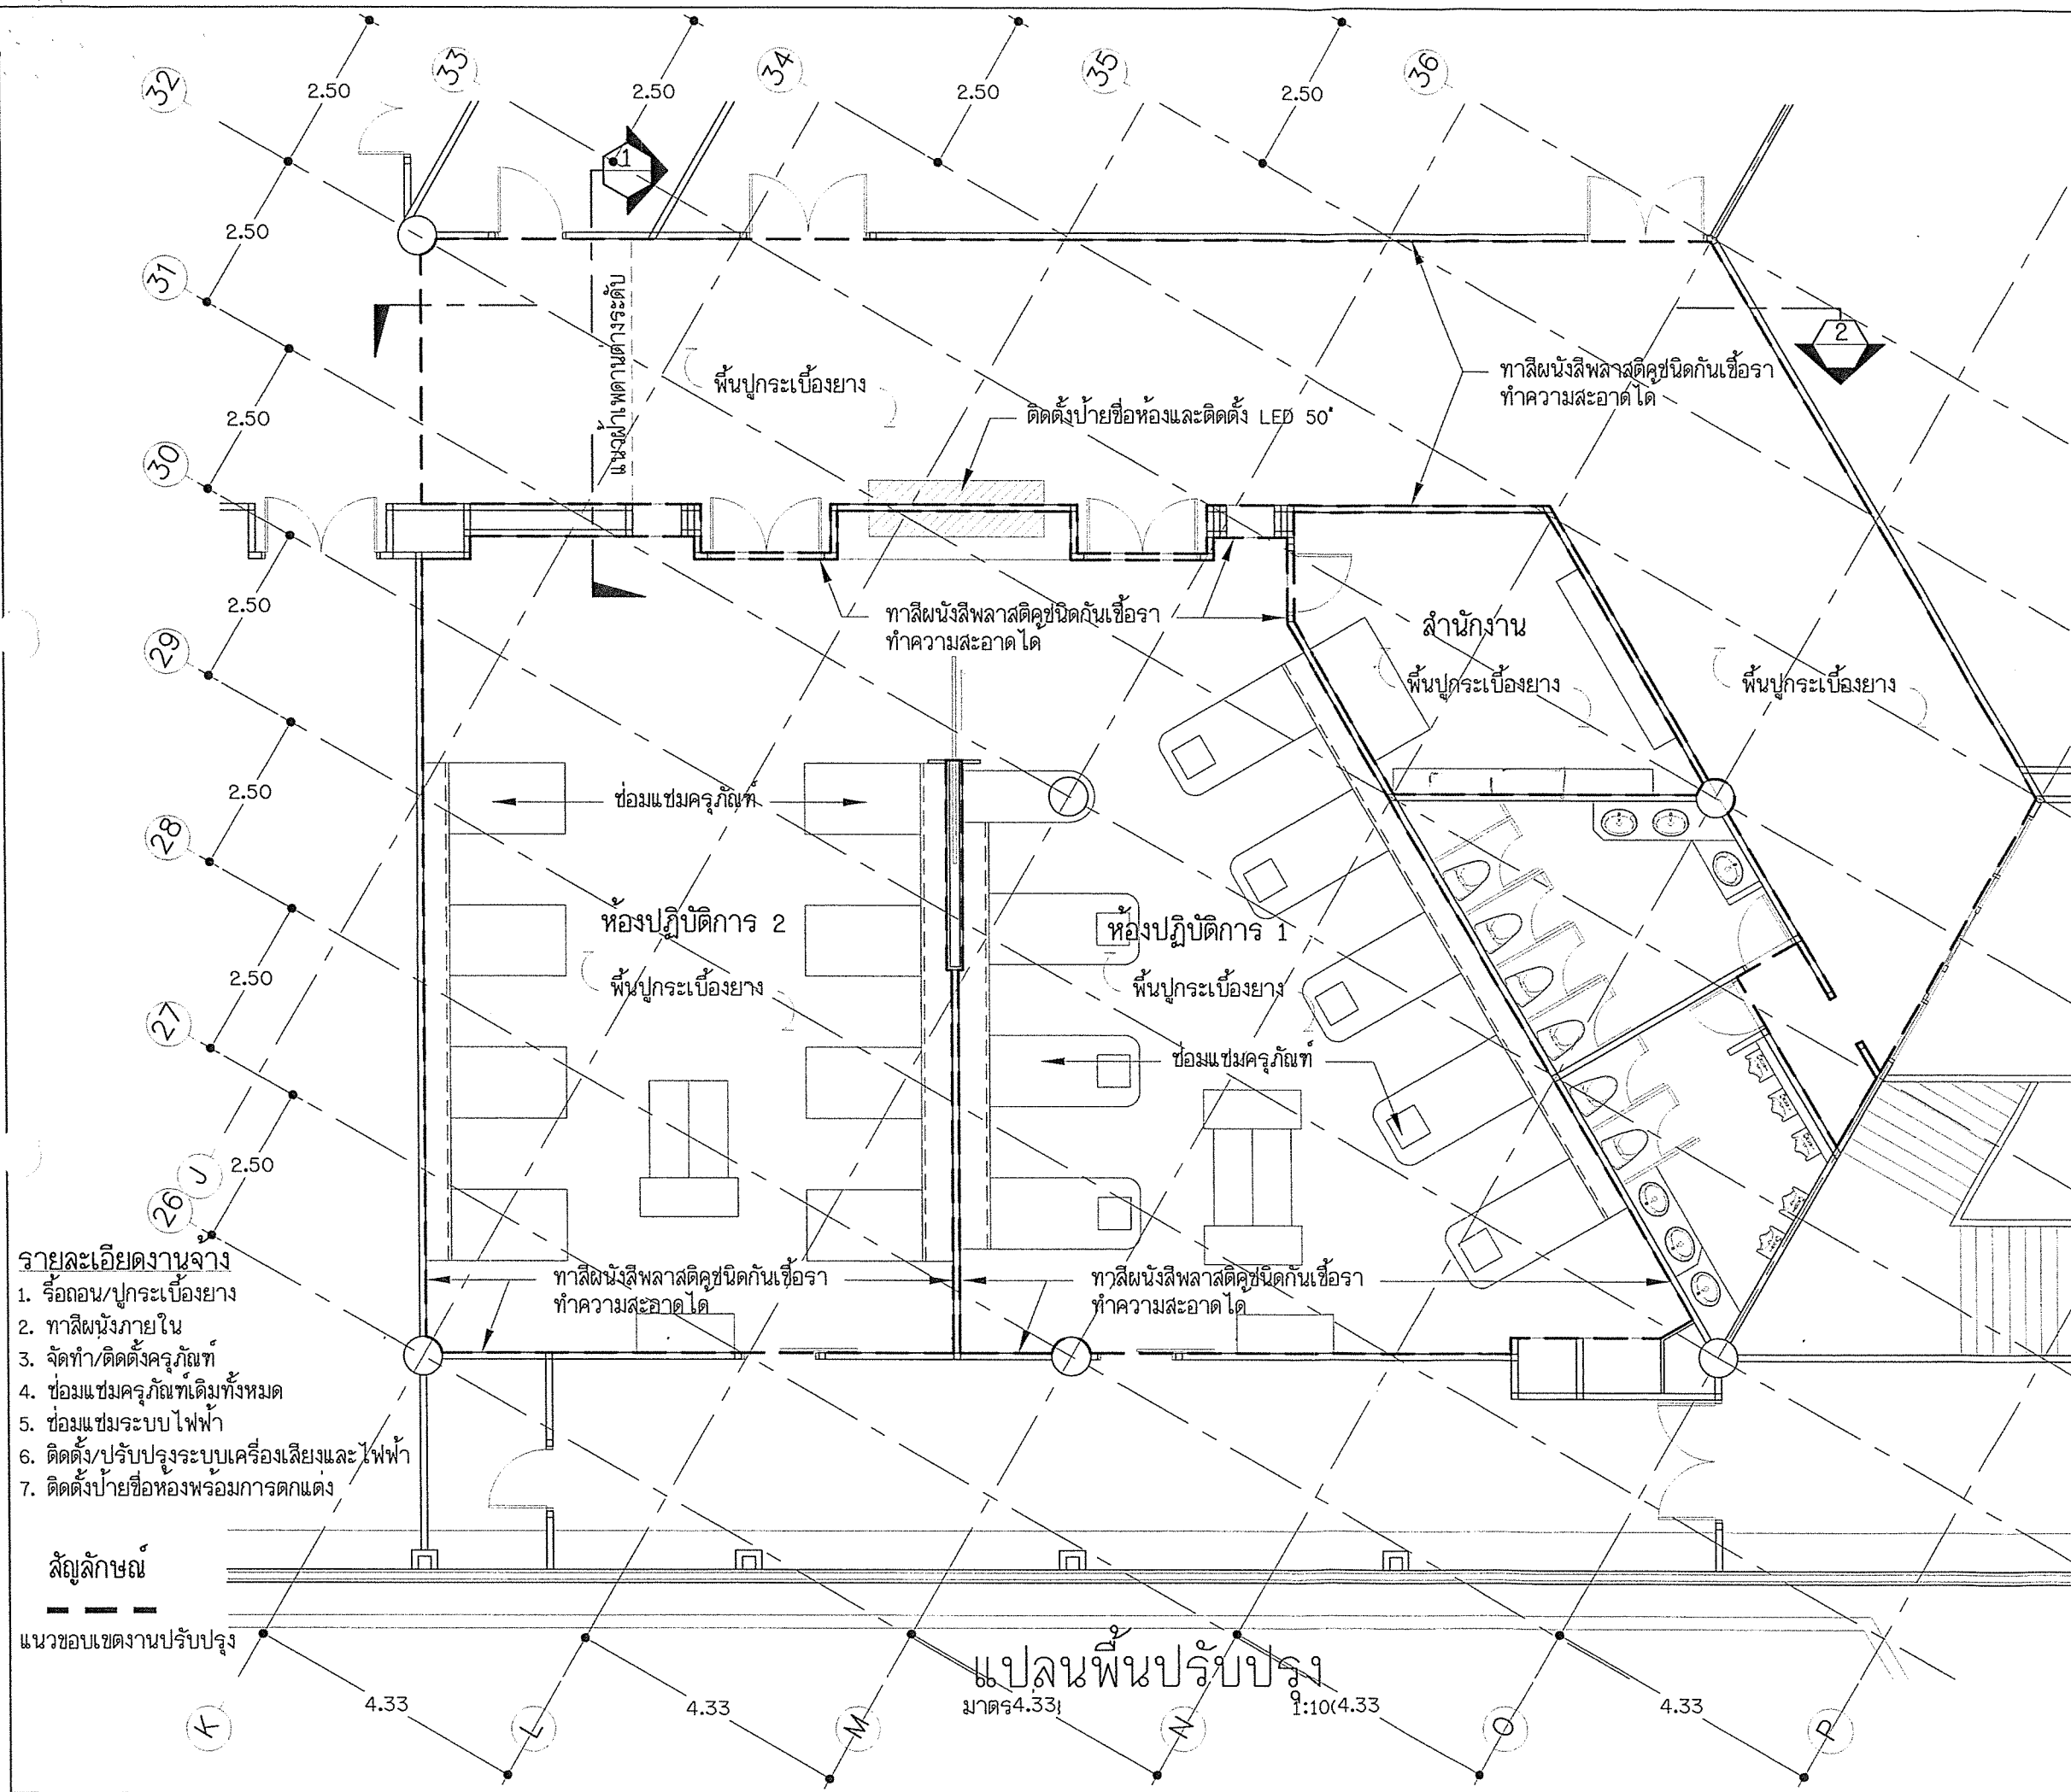 32
33
34
35
36
2.50
2.50
2.50
2.50
1
2.50
31
แนวฝ้าเพดานต่างระดับ
2
พื้นปูกระเบื้องยาง
ทาสีผนังสีพลาสติคชนิดกันเชื้อรา
ทำความสะอาดได้
ติดตั้งป้ายชื่อห้องและติดตั้ง LED 50"
2.50
30
2.50
ทาสีผนังสีพลาสติคชนิดกันเชื้อรา
ทำความสะอาดได้
สำนักงาน
29
พื้นปูกระเบื้องยาง
พื้นปูกระเบื้องยาง
2.50
ซ่อมแซมครุภัณฑ์
28
ห้องปฏิบัติการ 2
ห้องปฏิบัติการ 1
2.50
พื้นปูกระเบื้องยาง
พื้นปูกระเบื้องยาง
27
ซ่อมแซมครุภัณฑ์
2.50
J
26
รายละเอียดงานจ้าง
1. รื้อถอน/ปูกระเบื้องยาง
2. ทาสีผนังภายใน
3. จัดทำ/ติดตั้งครุภัณฑ์
4. ซ่อมแซมครุภัณฑ์เดิมทั้งหมด
5. ซ่อมแซมระบบไฟฟ้า
6. ติดตั้ง/ปรับปรุงระบบเครื่องเสียงและไฟฟ้า
7. ติดตั้งป้ายชื่อห้องพร้อมการตกแต่ง
ทาสีผนังสีพลาสติคชนิดกันเชื้อรา
ทำความสะอาดได้
ทาสีผนังสีพลาสติคชนิดกันเชื้อรา
ทำความสะอาดได้
สัญลักษณ์
แนวขอบเขตงานปรับปรุง
แปลนพื้นปรับปรุง
มาตร
1:10
4.33
4.33
4.33
4.33
4.33
K
L
M
N
O
P